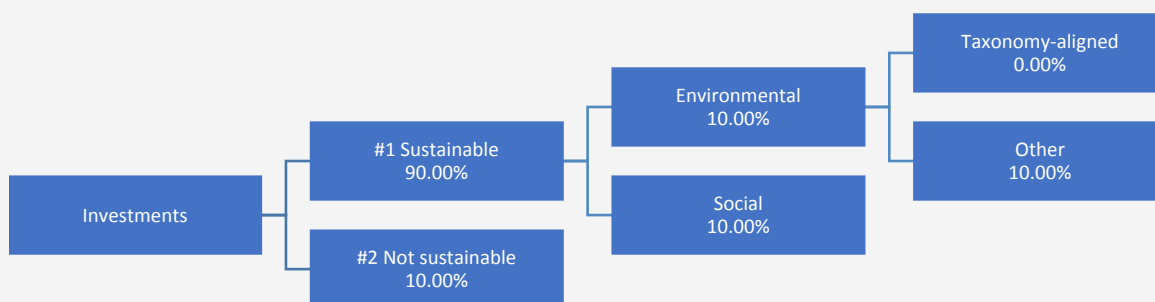 Investments
#1 Sustainable
90.00%
#2 Not sustainable
10.00%
Environmental
10.00%
Social
10.00%
Taxonomy-aligned
0.00%
Other
10.00%